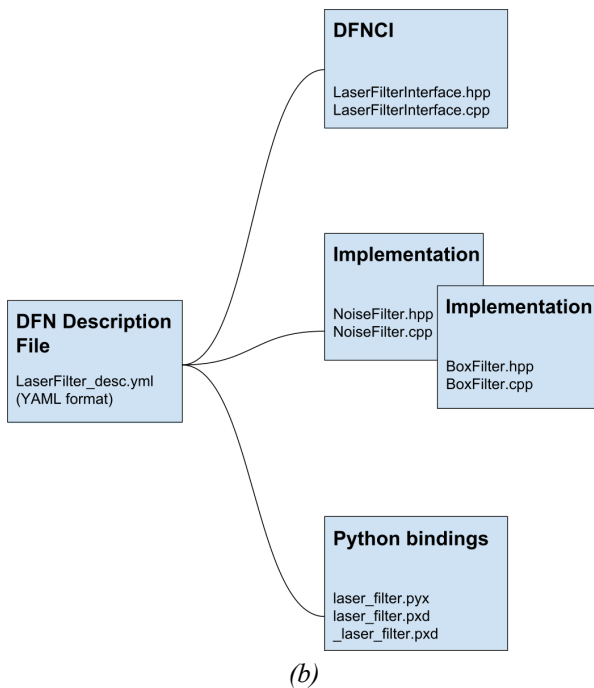 DFNCI
LaserFilterInterface.hpp
LaserFilterInterface.cpp
Implementation
NoiseFilter.hpp
NoiseFilter.cpp
Implementation
BoxFilter.hpp
BoxFilter.cpp
DFN Description
File
LaserFilter_desc.yml
(YAML format)
Python bindings
laser_filter.pyx
laser_filter.pxd
_laser_filter.pxd
(b)